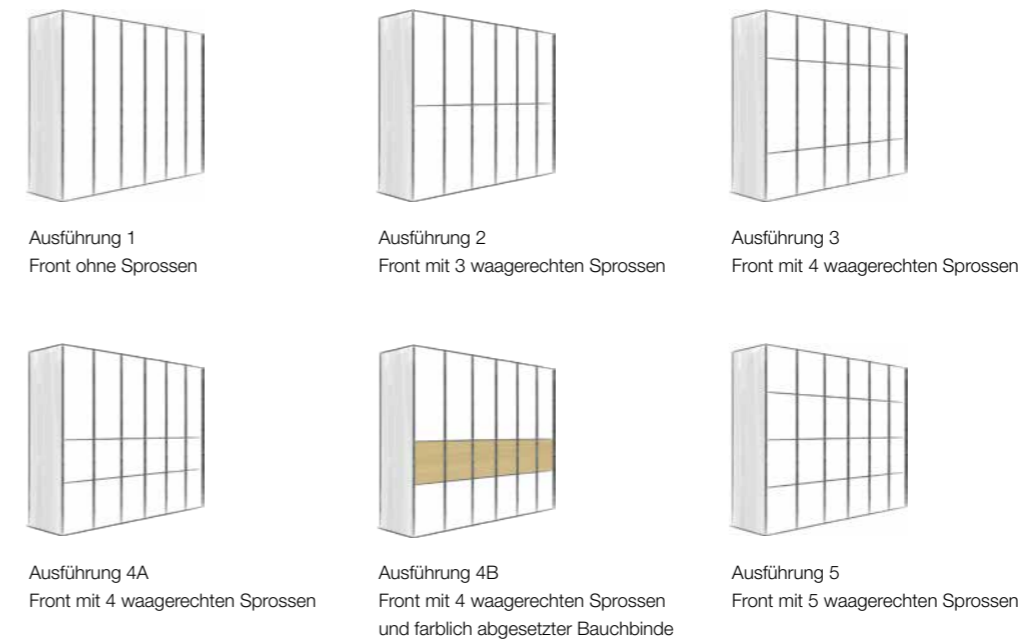 Ausführung 1
Front ohne Sprossen
Ausführung 2
Front mit 3 waagerechten Sprossen
Ausführung 3
Front mit 4 waagerechten Sprossen
Ausführung 4A
Front mit 4 waagerechten Sprossen
Ausführung 4B
Front mit 4 waagerechten Sprossen
und farblich abgesetzter Bauchbinde
Ausführung 5
Front mit 5 waagerechten Sprossen